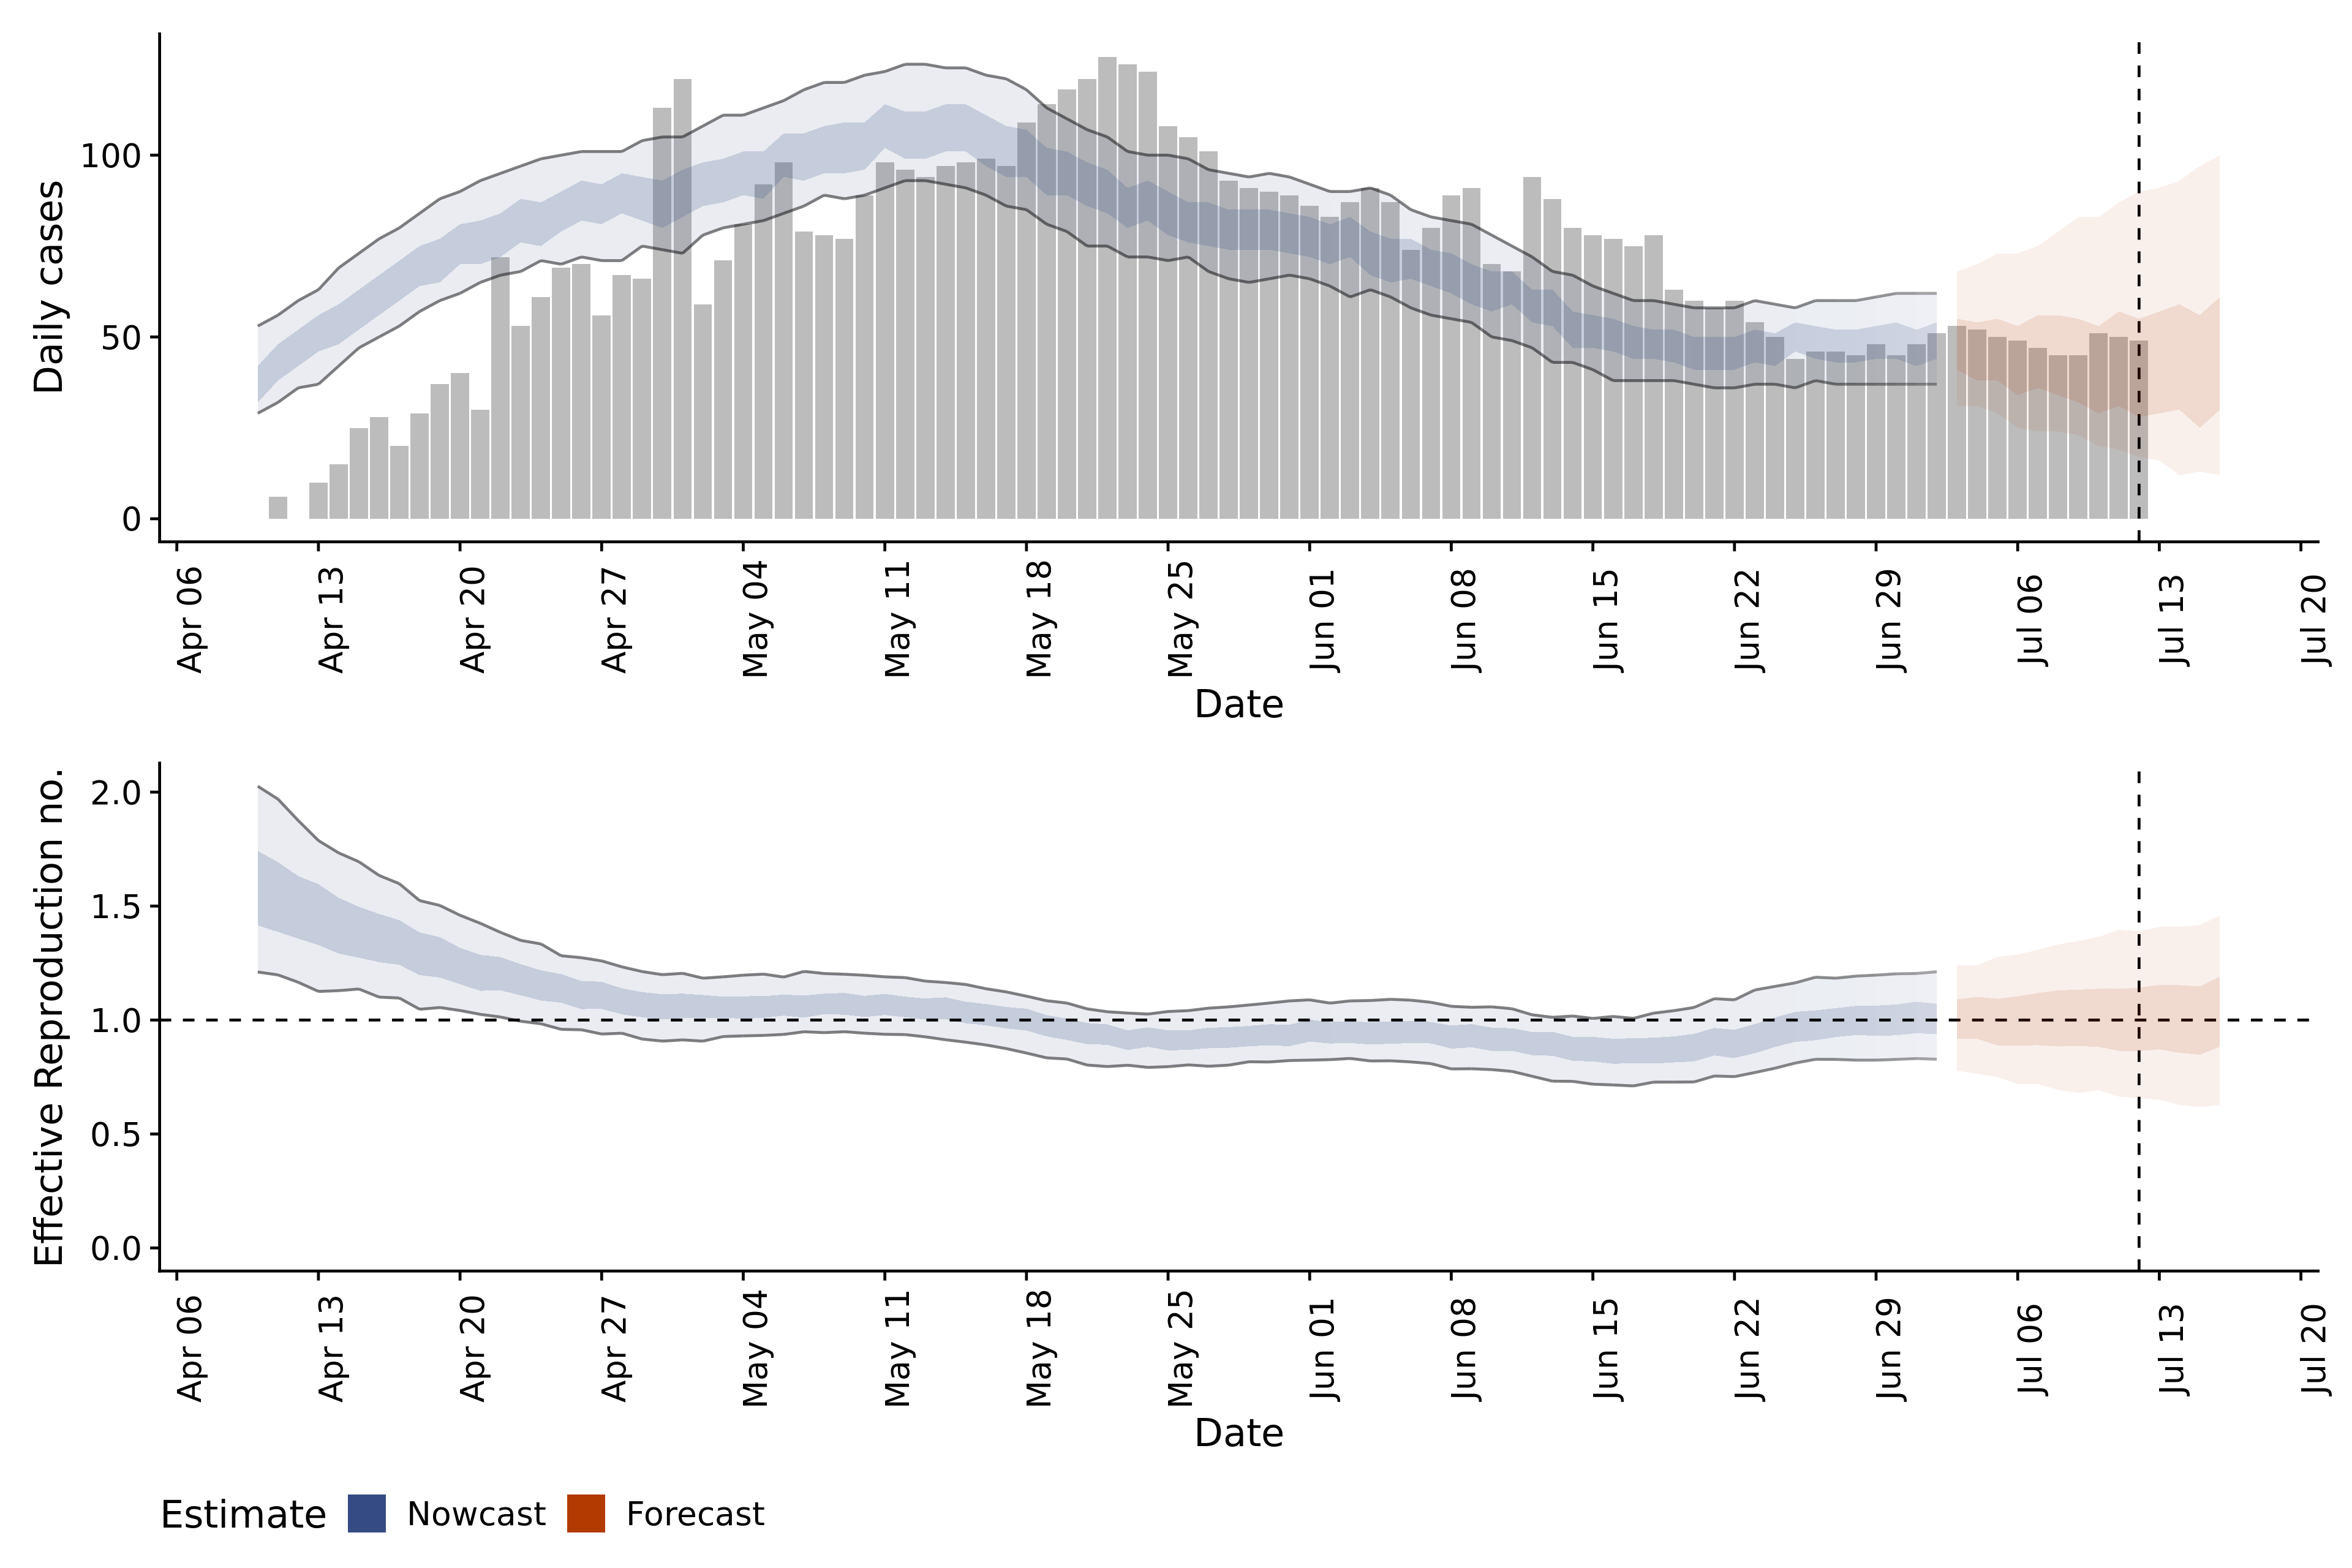 Daily cases
100
50
0
Apr 06
Apr 13
Apr 20
Apr 27
May 04
May 11
May 18
May 25
Jun 01
Jun 08
Jun 15
Jun 22
Jun 29
Jul 06
Jul 13
Jul 20
Date
Effective Reproduction no.
2.0
1.5
1.0
0.5
0.0
Apr 06
Apr 13
Apr 20
Apr 27
May 04
May 11
May 18
May 25
Jun 01
Jun 08
Jun 15
Jun 22
Jun 29
Jul 06
Jul 13
Jul 20
Date
Estimate Nowcast Forecast